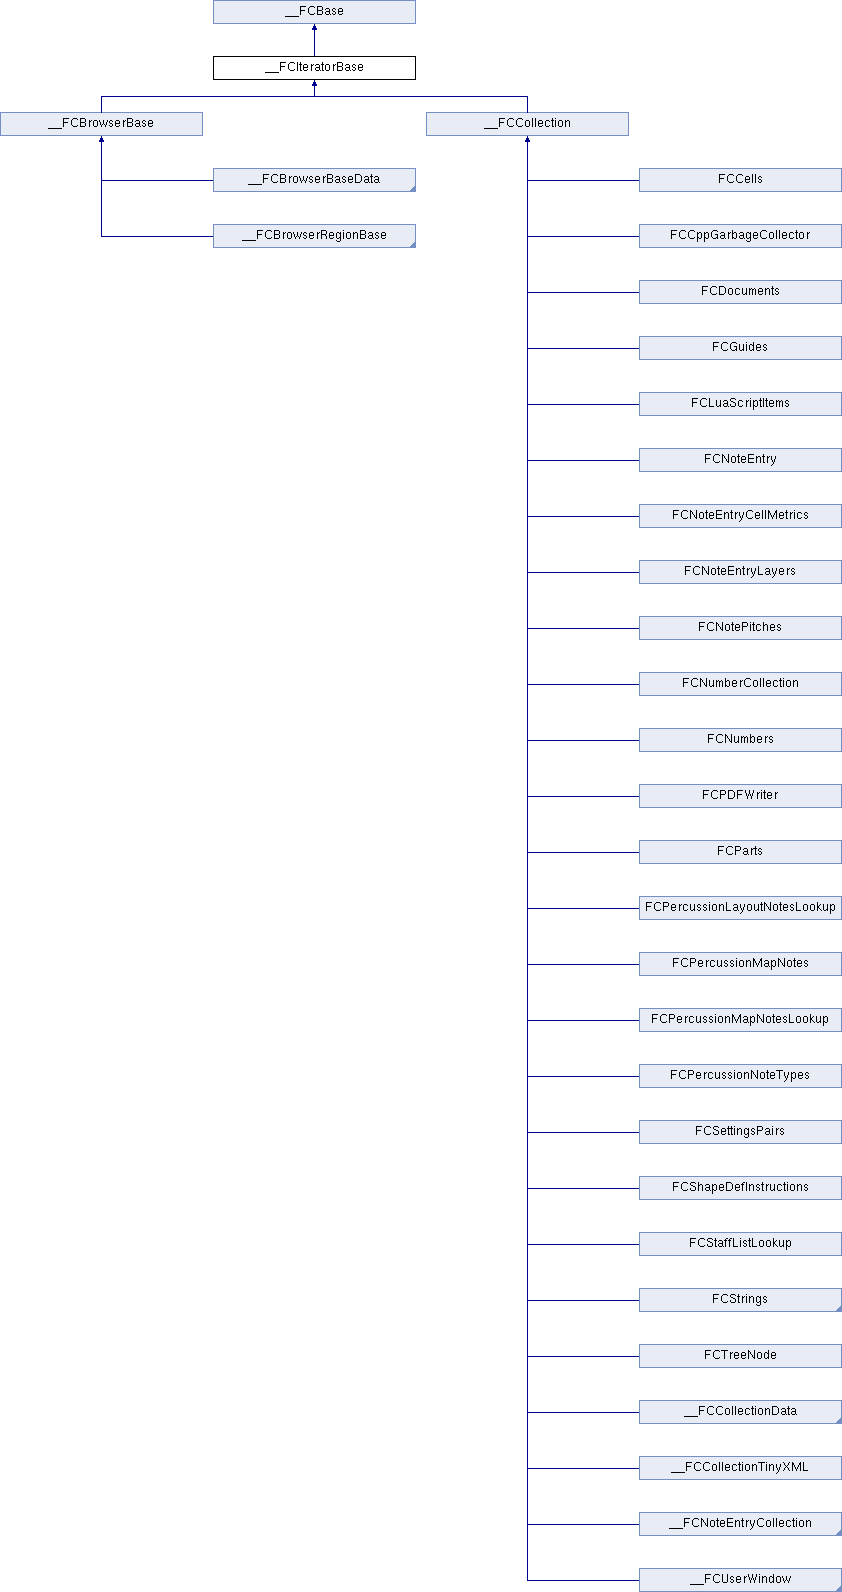 __FCBase
__FCIteratorBase
__FCBrowserBase
__FCCollection
__FCBrowserBaseData
FCCells
__FCBrowserRegionBase
FCCppGarbageCollector
FCDocuments
FCGuides
FCLuaScriptItems
FCNoteEntry
FCNoteEntryCellMetrics
FCNoteEntryLayers
FCNotePitches
FCNumberCollection
FCNumbers
FCPDFWriter
FCParts
FCPercussionLayoutNotesLookup
FCPercussionMapNotes
FCPercussionMapNotesLookup
FCPercussionNoteTypes
FCSettingsPairs
FCShapeDefInstructions
FCStaffListLookup
FCStrings
FCTreeNode
__FCCollectionData
__FCCollectionTinyXML
__FCNoteEntryCollection
__FCUserWindow